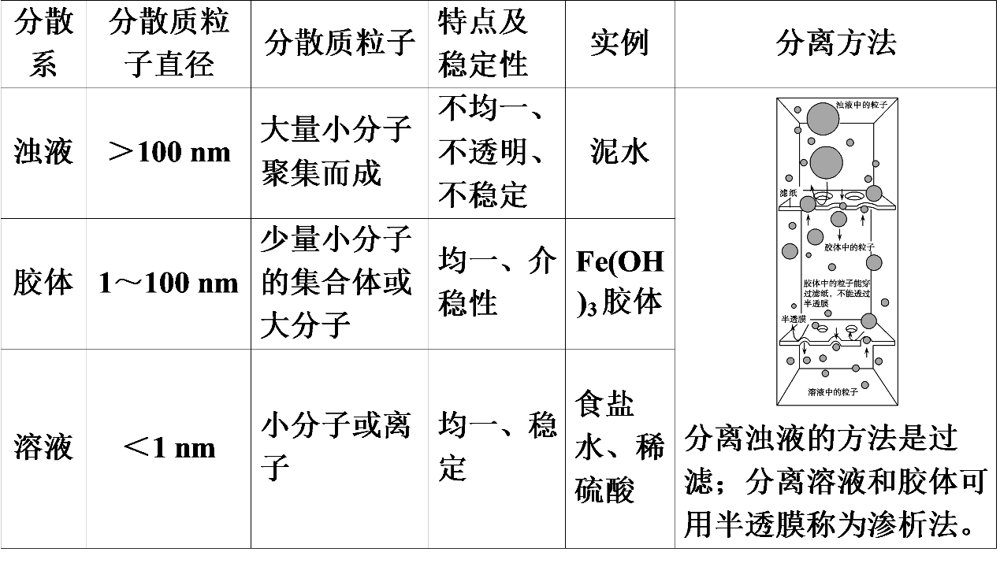 分散系
分散质粒子直径
分散质粒子
特点及稳定性
实例
分离方法
浊液
＞100 nm
大量小分子
聚集而成
不均一、
不透明、
不稳定
泥水
胶体
1～100 nm
少量小分子
的集合体或
大分子
均一、介
稳性
Fe(OH
)₃胶体
溶液
＜1 nm
小分子或离
子
均一、稳
定
食盐
水、稀
硫酸
浊液中的粒子
滤纸
胶体中的粒子
胶体中的粒子能穿
过滤纸，不能透过
半透膜
半透膜
溶液中的粒子
分离浊液的方法是过
滤；分离溶液和胶体可
用半透膜称为渗析法。